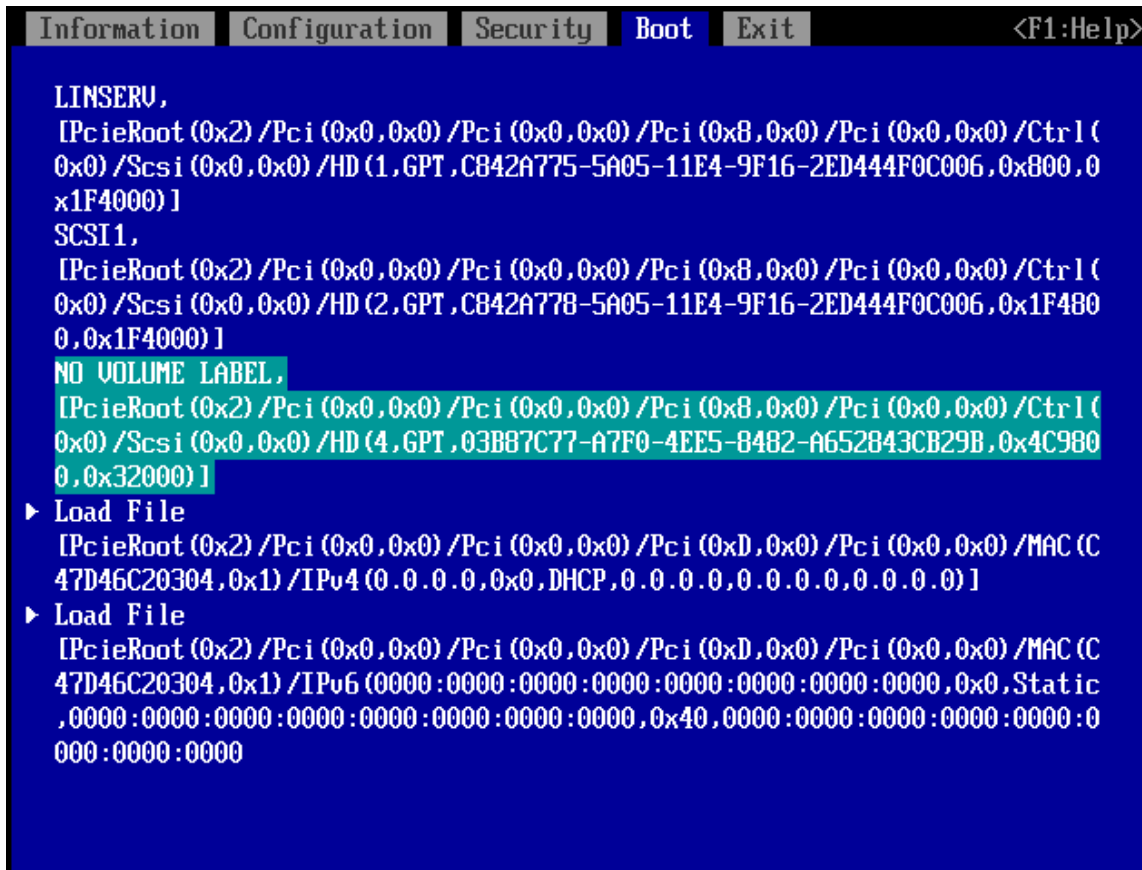 Information Configuration Security Boot Exit <F1:Help>
LINSERV,
[PcieRoot(0x2)/Pci(0x0,0x0)/Pci(0x0,0x0)/Pci(0x8,0x0)/Pci(0x0,0x0)/Ctrl(
0x0)/Scsi(0x0,0x0)/HD(1,GPT,C842A775-5A05-11E4-9F16-2ED444F0C006,0x800,0
x1F4000)]
SCSI1,
[PcieRoot(0x2)/Pci(0x0,0x0)/Pci(0x0,0x0)/Pci(0x8,0x0)/Pci(0x0,0x0)/Ctrl(
0x0)/Scsi(0x0,0x0)/HD(2,GPT,C842A778-5A05-11E4-9F16-2ED444F0C006,0x1F480
0,0x1F4000)]
NO VOLUME LABEL,
[PcieRoot(0x2)/Pci(0x0,0x0)/Pci(0x0,0x0)/Pci(0x8,0x0)/Pci(0x0,0x0)/Ctrl(
0x0)/Scsi(0x0,0x0)/HD(4,GPT,03B87C77-A7F0-4EE5-8482-A652843CB29B,0x4C980
0,0x32000)]
Load File
[PcieRoot(0x2)/Pci(0x0,0x0)/Pci(0x0,0x0)/Pci(0xD,0x0)/Pci(0x0,0x0)/MAC(C
47D46C20304,0x1)/IPv4(0.0.0.0,0x0,DHCP,0.0.0.0,0.0.0.0,0.0.0.0)]
Load File
[PcieRoot(0x2)/Pci(0x0,0x0)/Pci(0x0,0x0)/Pci(0xD,0x0)/Pci(0x0,0x0)/MAC(C
47D46C20304,0x1)/IPv6(0000:0000:0000:0000:0000:0000:0000:0000,0x0,Static
,0000:0000:0000:0000:0000:0000:0000:0000,0x40,0000:0000:0000:0000:0000:0
000:0000:0000